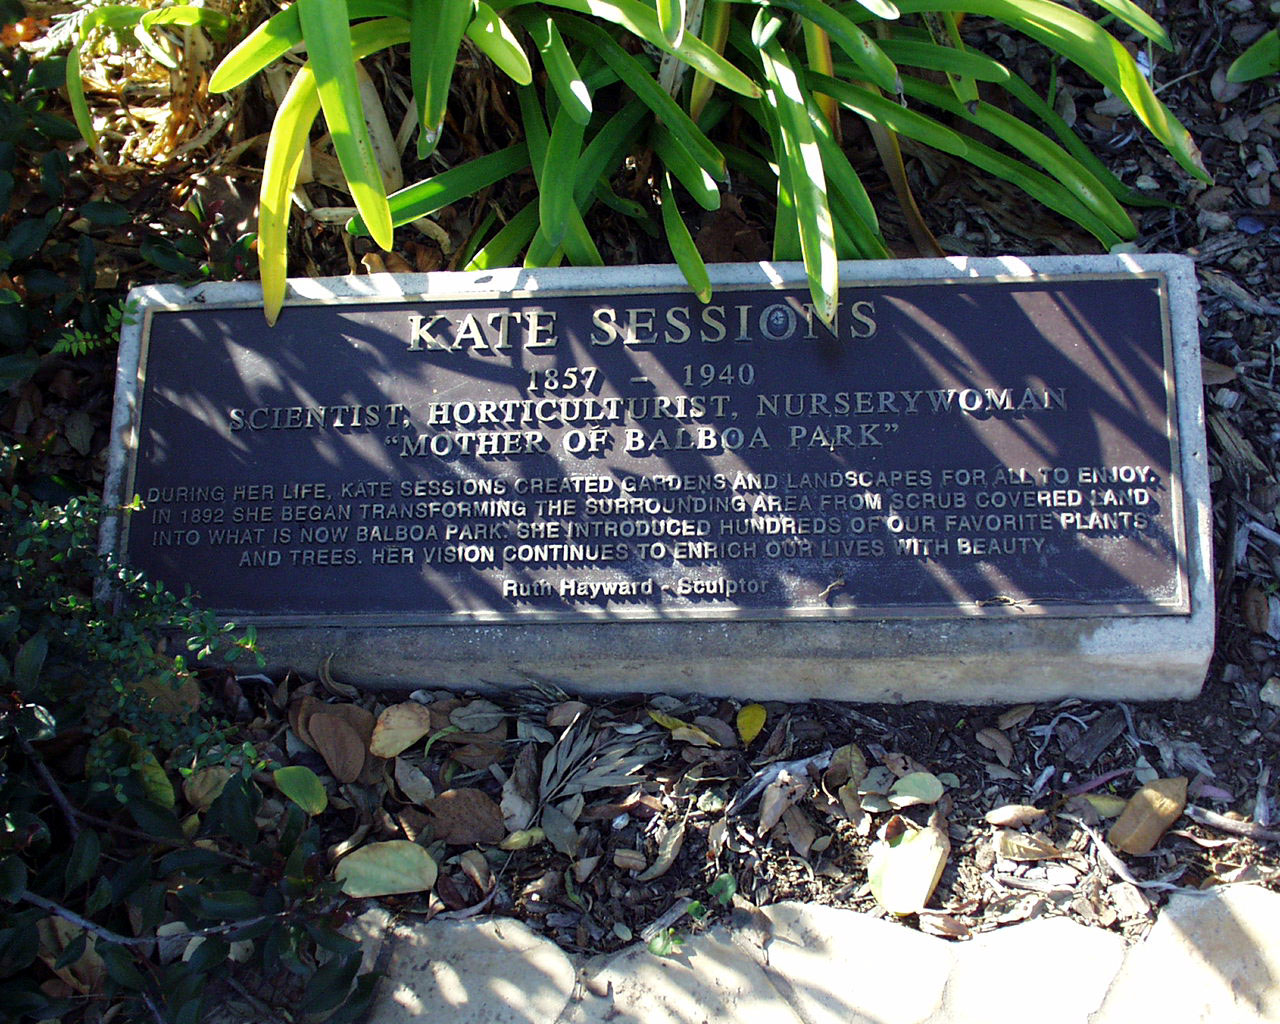 KATE SESSIONS
1857 – 1940
SCIENTIST, HORTICULTURIST, NURSERYWOMAN
“MOTHER OF BALBOA PARK”
DURING HER LIFE, KATE SESSIONS CREATED GARDENS AND LANDSCAPES FOR ALL TO ENJOY.
IN 1892 SHE BEGAN TRANSFORMING THE SURROUNDING AREA FROM SCRUB COVERED LAND
INTO WHAT IS NOW BALBOA PARK. SHE INTRODUCED HUNDREDS OF OUR FAVORITE PLANTS
AND TREES. HER VISION CONTINUES TO ENRICH OUR LIVES WITH BEAUTY.
Ruth Hayward - Sculptor